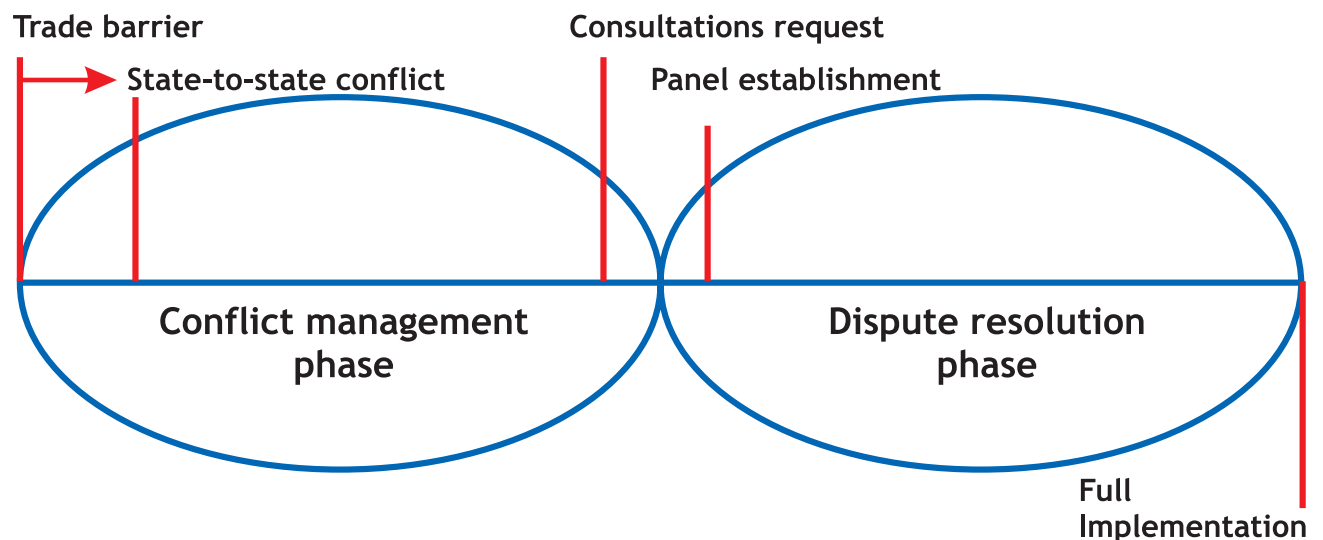 Trade barrier
Consultations request
State-to-state conflict
Panel establishment
Conflict management
phase
Dispute resolution
phase
Full
Implementation